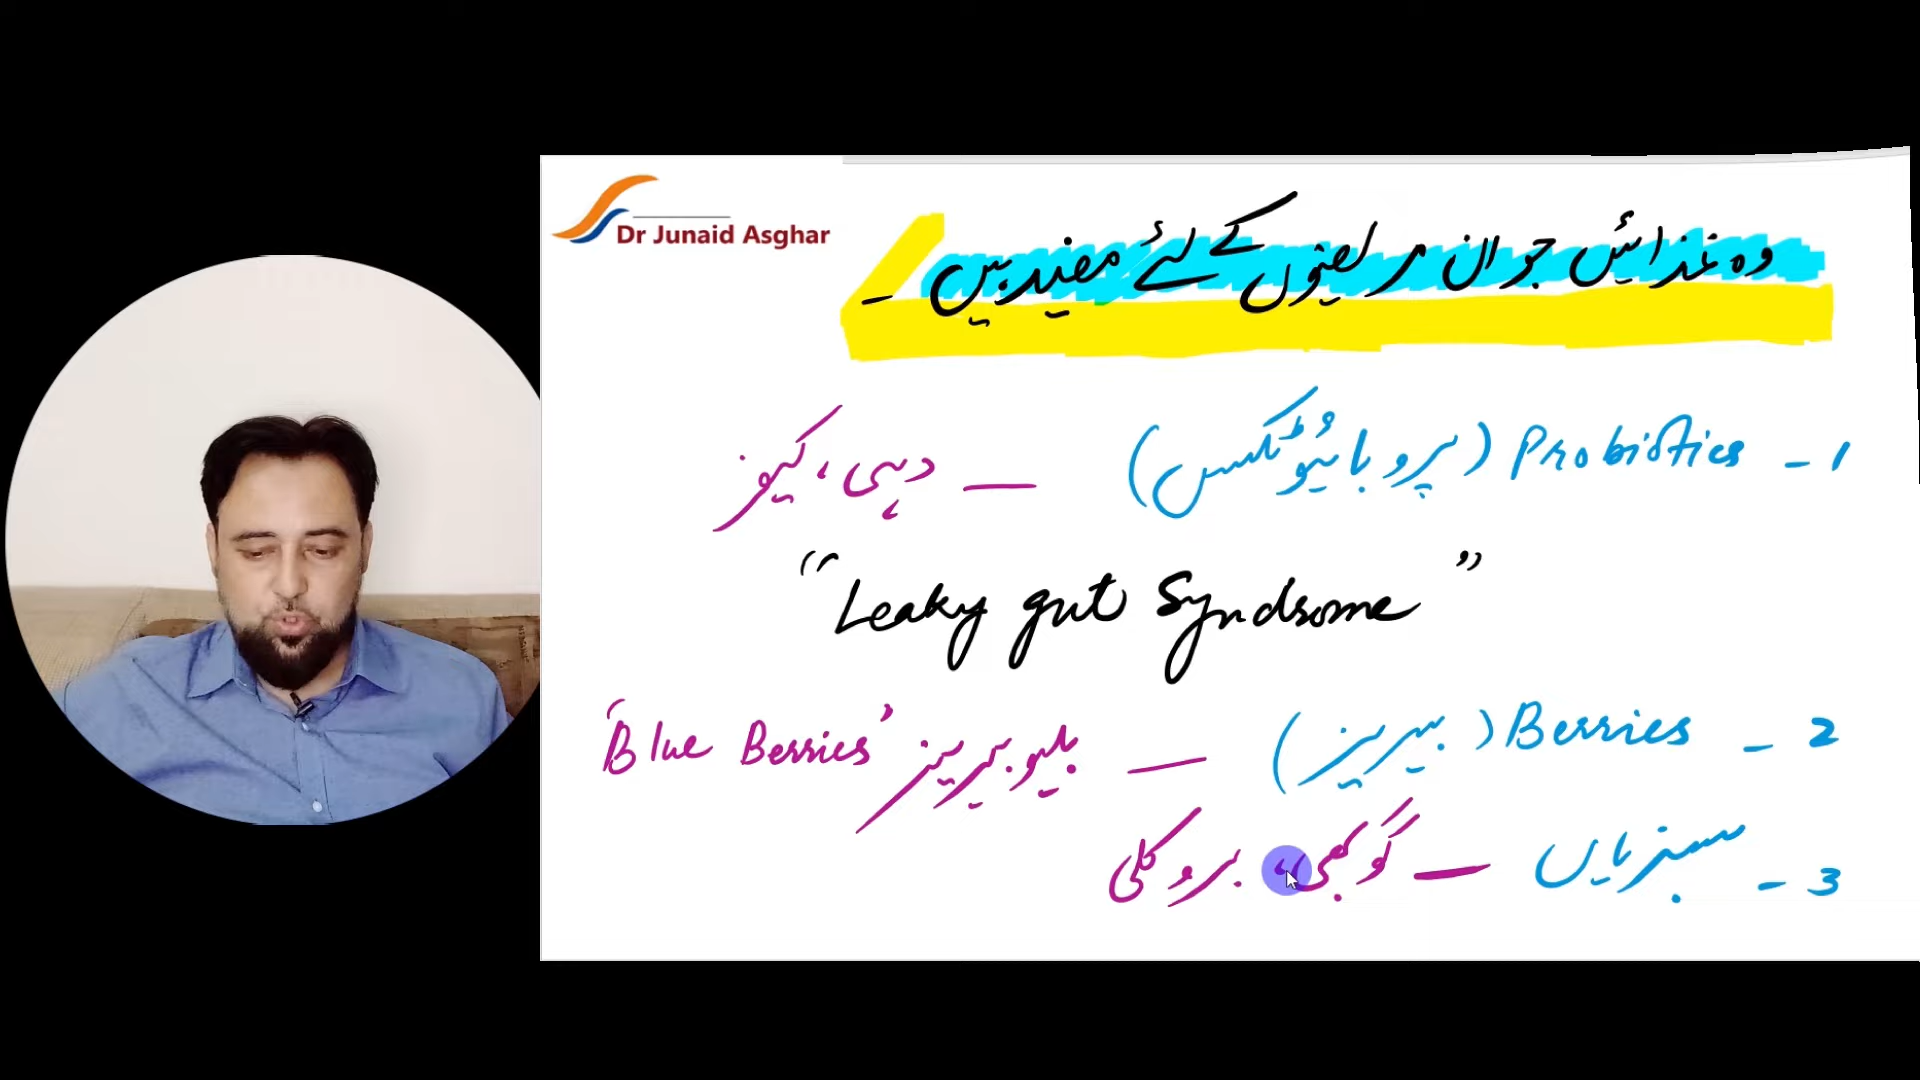 Dr Junaid Asghar
وہ غذائیں جو ان مریضوں کے لئے مفید ہیں ۔
1 - Probiotics (پروبائیوٹکس) — دہی، کیفر
"Leaky gut Syndrome"
2 - Berries (بیریز) — بلیو بیریز 'Blue Berries'
3 - سبزیاں — گوبھی، بروکلی